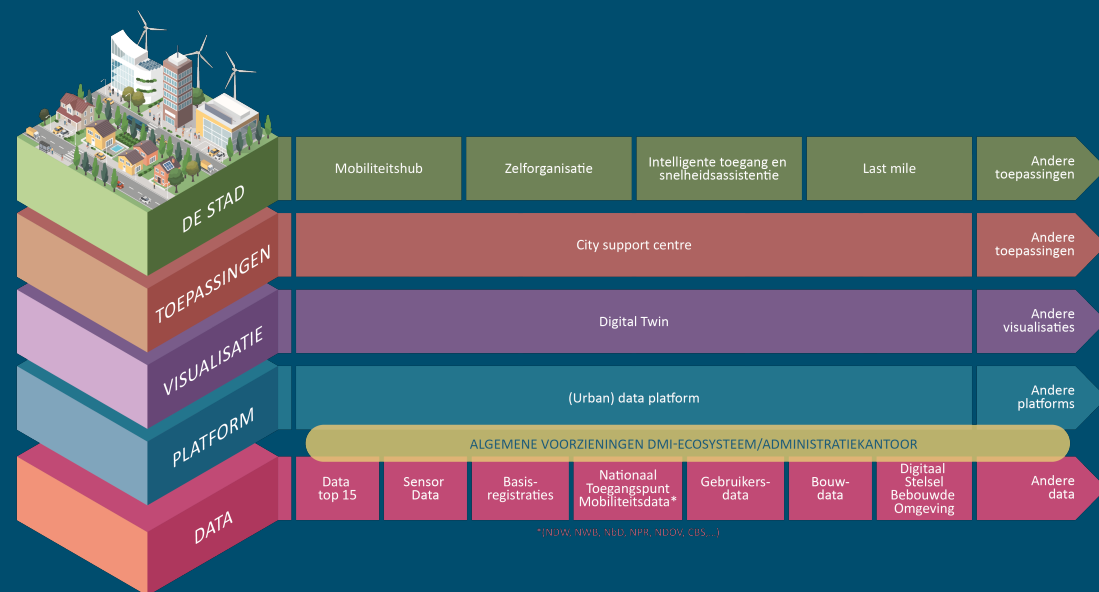 DE STAD
Mobiliteitshub
Zelforganisatie
Intelligente toegang en
snelheidsassistentie
Last mile
Andere
toepassingen
TOEPASSINGEN
City support centre
Andere
toepassingen
VISUALISATIE
Digital Twin
Andere
visualisaties
PLATFORM
(Urban) data platform
Andere
platforms
ALGEMENE VOORZIENINGEN DMI-ECOSYSTEEM/ADMINISTRATIEKANTOOR
DATA
Data
top 15
Sensor
Data
Basis-
registraties
Nationaal
Toegangspunt
Mobiliteitsdata*
Gebruikers-
data
Bouw-
data
Digitaal
Stelsel
Bebouwde
Omgeving
Andere
data
*(NDW, NWB, NbD, NPR, NDOV, CBS,...)